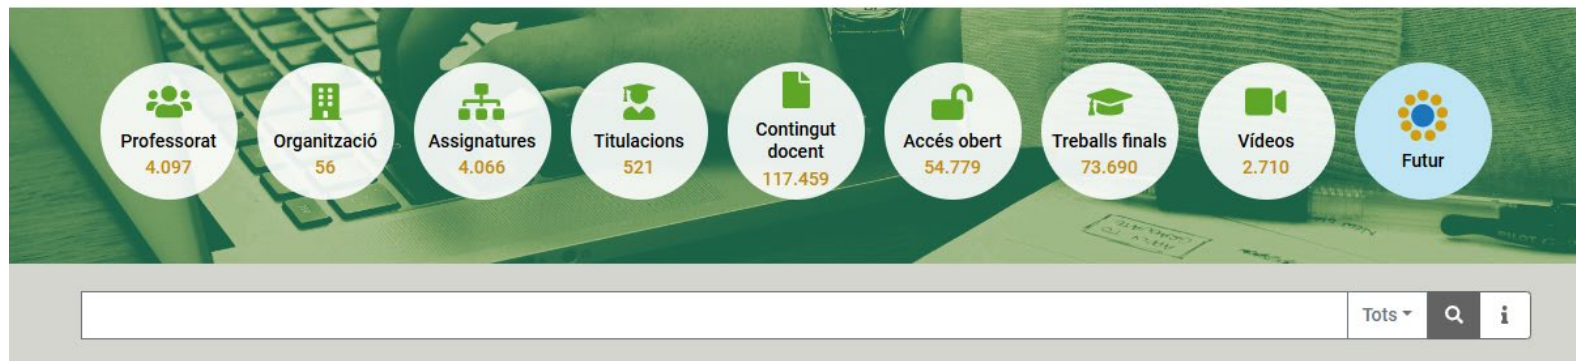 Professorat
4.097
Organització
56
Assignatures
4.066
Titulacions
521
Contingut
docent
117.459
Accés obert
54.779
Treballs finals
73.690
Vídeos
2.710
Futur
Tots
i